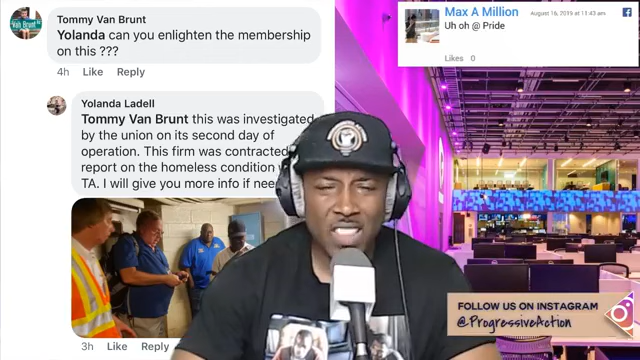 Tommy Van Brunt
Yolanda can you enlighten the membership
on this ???
4h Like Reply
Yolanda Ladell
Tommy Van Brunt this was investigated
by the union on its second day of
operation. This firm was contracted
report on the homeless condition
TA. I will give you more info if
3h Like Reply
Max A Million August 16, 2019 at 11:43 am
Uh oh @ Pride
Likes 0
FOLLOW US ON INSTAGRAM
@ProgressiveAction